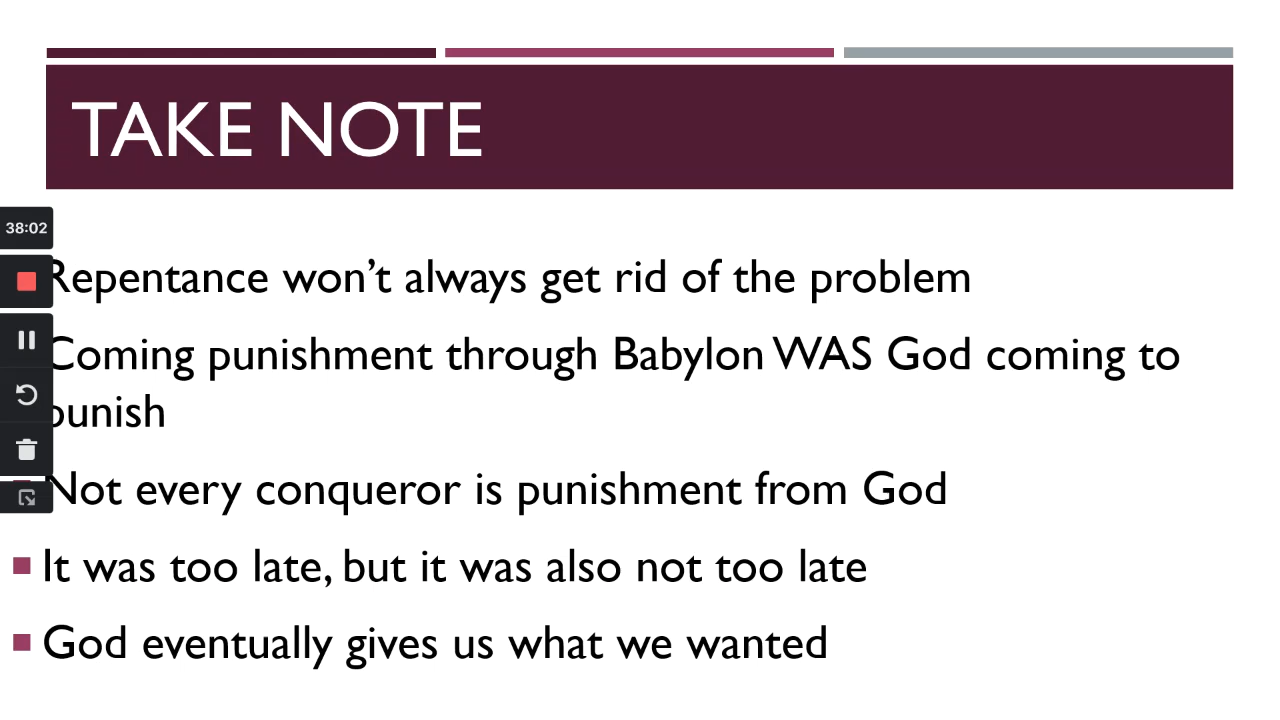 TAKE NOTE
38:02
Repentance won’t always get rid of the problem
Coming punishment through Babylon WAS God coming to
punish
Not every conqueror is punishment from God
It was too late, but it was also not too late
God eventually gives us what we wanted